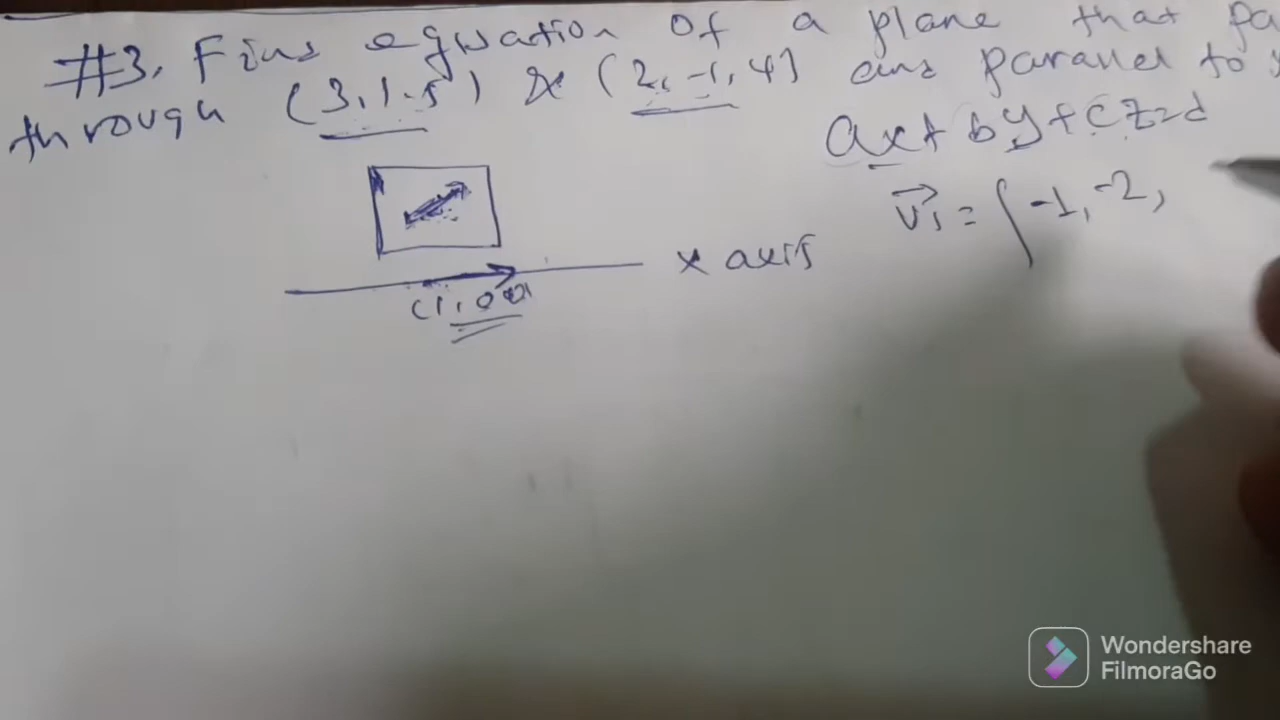 #3. Find equation of a plane that pa
through (3,1.5) & (2,-1,4) and parallel to
ax+by+cz=d
v₁ = (-1,-2,
x axis
(1,0
Wondershare
FilmoraGo